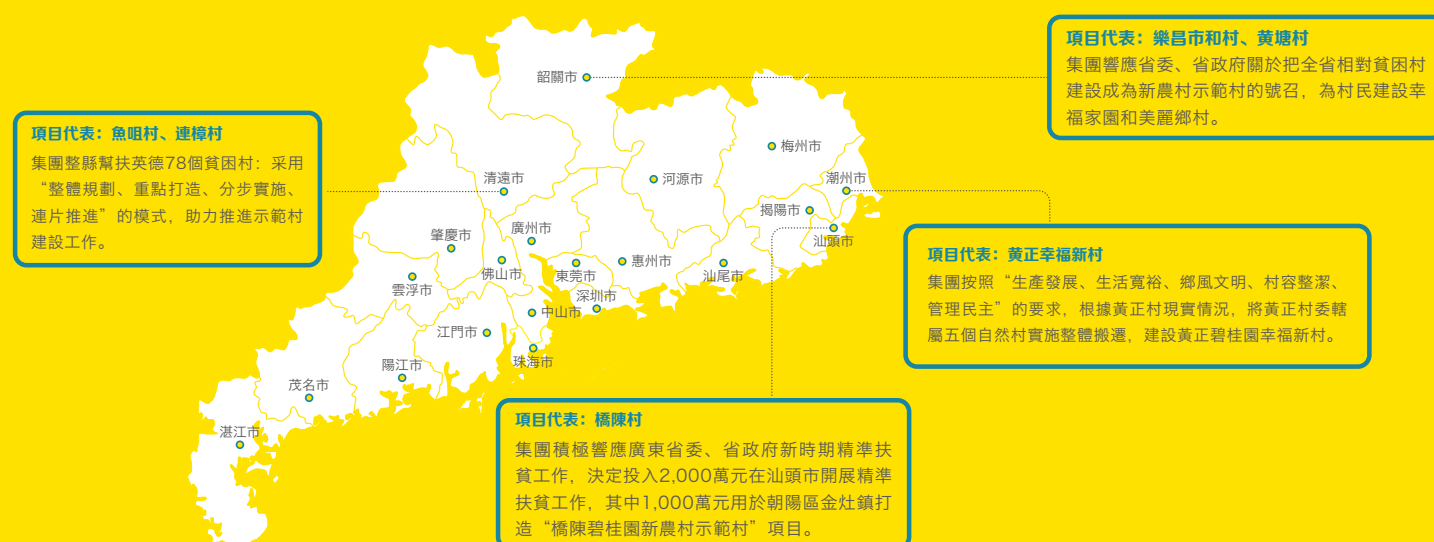 項目代表：樂昌市和村、黄塘村
集團響應省委、省政府關於把全省相對貧困村
建設成為新農村示範村的號召，為村民建設幸
福家園和美麗鄉村。
項目代表：魚咀村、連樟村
集團整縣幫扶英德78個貧困村：采用
“整體規劃、重點打造、分步實施、
連片推進”的模式，助力推進示範村
建設工作。
韶關市
梅州市
清遠市
河源市
潮州市
揭陽市
汕頭市
肇慶市
廣州市
佛山市
東莞市
惠州市
汕尾市
雲浮市
深圳市
中山市
江門市
珠海市
陽江市
茂名市
湛江市
項目代表：黄正幸福新村
集團按照“生產發展、生活寬裕、鄉風文明、村容整潔、
管理民主”的要求，根據黃正村現實情況，將黃正村委轄
屬五個自然村實施整體搬遷，建設黃正碧桂園幸福新村。
項目代表：橋陳村
集團積極響應廣東省委、省政府新時期精準扶
貧工作，決定投入2,000萬元在汕頭市開展精準
扶貧工作，其中1,000萬元用於朝陽區金灶鎮打
造“橋陳碧桂園新農村示範村”項目。